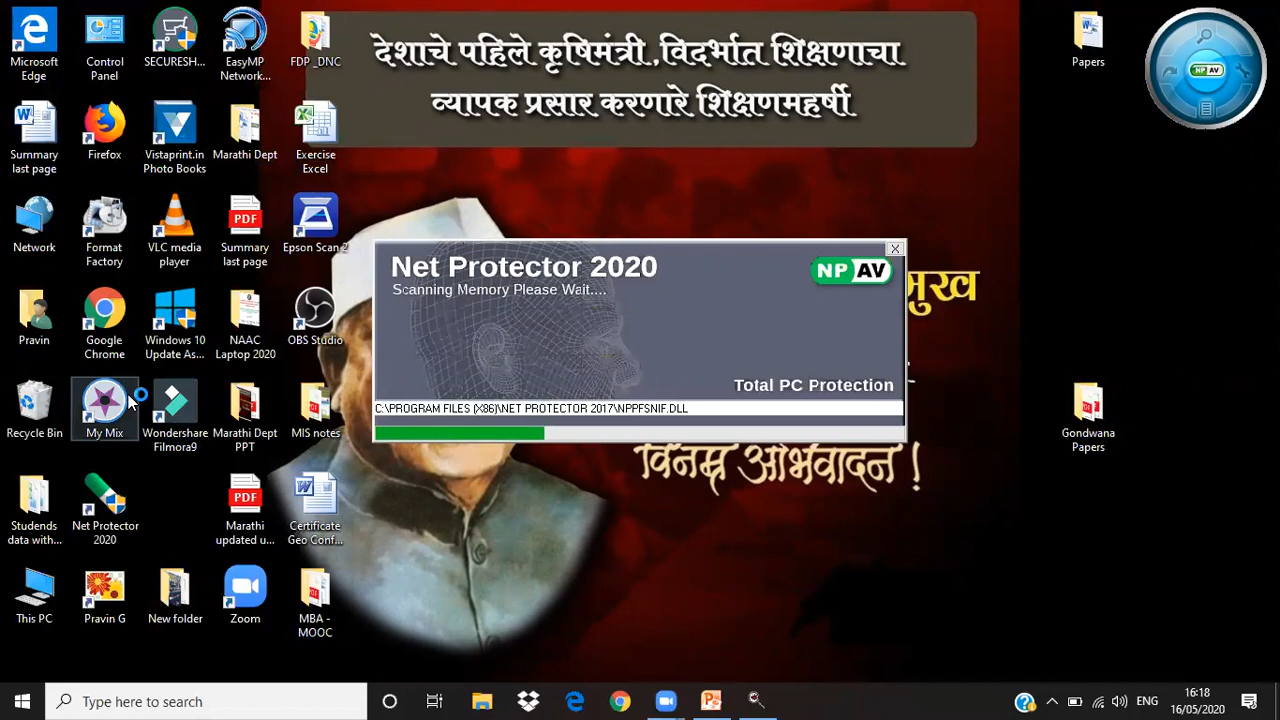 देशाचे पहिले कृषिमंत्री,विदर्भात शिक्षणाचा
व्यापक प्रसार करणारे शिक्षणमहर्षी
Microsoft Edge
Control Panel
SECURESH...
EasyMP Network...
FDP _DNC
Papers
NP AV
Summary last page
Firefox
Vistaprint.in Photo Books
Marathi Dept
Exercise Excel
Network
Format Factory
VLC media player
Summary last page
Epson Scan 2
Net Protector 2020
Scanning Memory Please Wait....
NP AV
Total PC Protection
C:\PROGRAM FILES (X86)\NET PROTECTOR 2017\NPPFSNIF.DLL
Pravin
Google Chrome
Windows 10 Update As...
NAAC Laptop 2020
OBS Studio
Recycle Bin
My Mix
Wondershare Filmora9
Marathi Dept PPT
MIS notes
Gondwana Papers
Studends data with...
Net Protector 2020
Marathi updated u...
Certificate Geo Conf...
This PC
Pravin G
New folder
Zoom
MBA - MOOC
Type here to search
ENG
16:18
16/05/2020